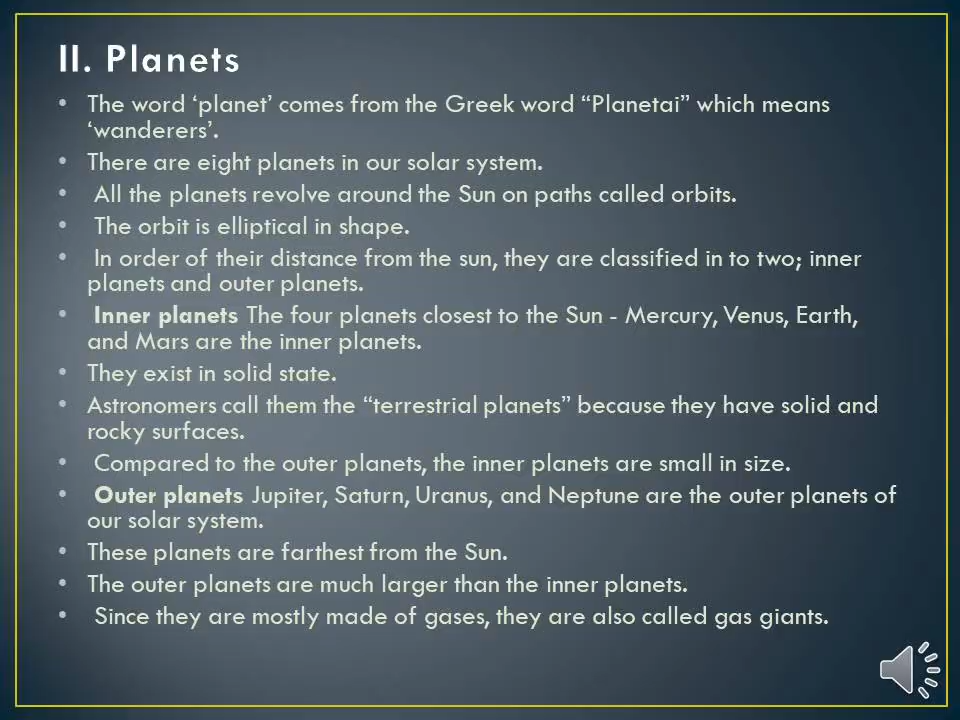 II. Planets
• The word ‘planet’ comes from the Greek word “Planetai” which means
‘wanderers’.
• There are eight planets in our solar system.
• All the planets revolve around the Sun on paths called orbits.
• The orbit is elliptical in shape.
• In order of their distance from the sun, they are classified in to two; inner
planets and outer planets.
• Inner planets The four planets closest to the Sun - Mercury, Venus, Earth,
and Mars are the inner planets.
• They exist in solid state.
• Astronomers call them the “terrestrial planets” because they have solid and
rocky surfaces.
• Compared to the outer planets, the inner planets are small in size.
• Outer planets Jupiter, Saturn, Uranus, and Neptune are the outer planets of
our solar system.
• These planets are farthest from the Sun.
• The outer planets are much larger than the inner planets.
• Since they are mostly made of gases, they are also called gas giants.